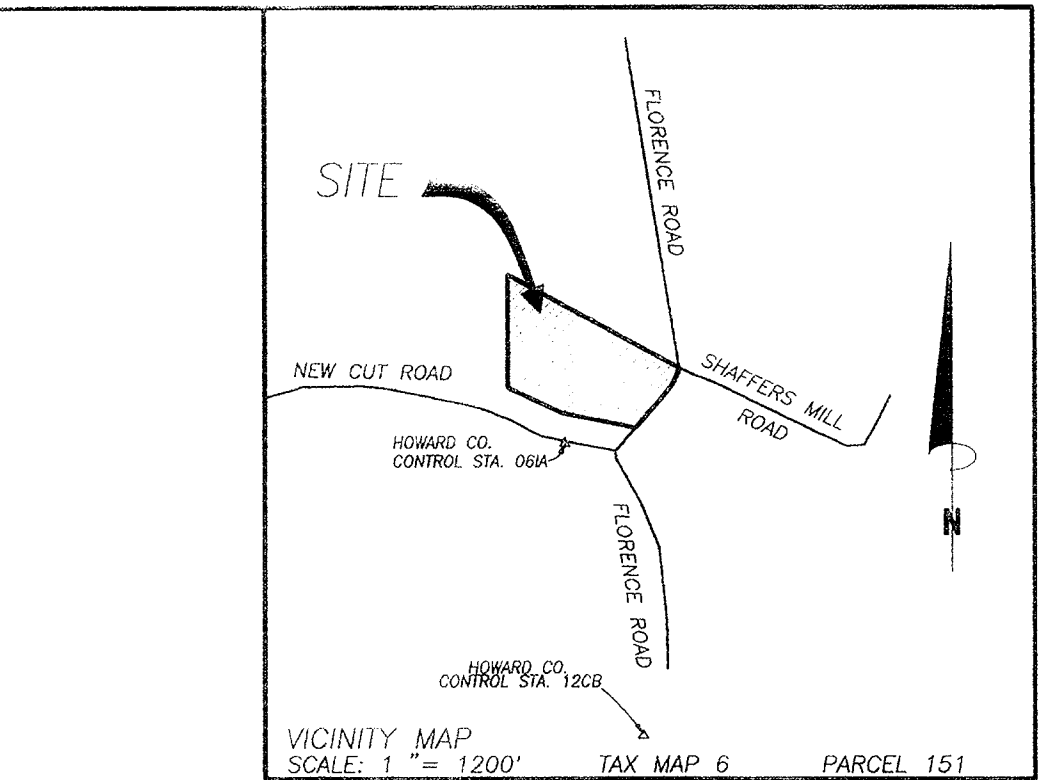 FLORENCE ROAD
SITE
NEW CUT ROAD
SHAFFERS MILL
ROAD
HOWARD CO.
CONTROL STA. 061A
N
FLORENCE ROAD
HOWARD CO.
CONTROL STA. 12CB
VICINITY MAP
SCALE: 1 "= 1200' TAX MAP 6 PARCEL 151